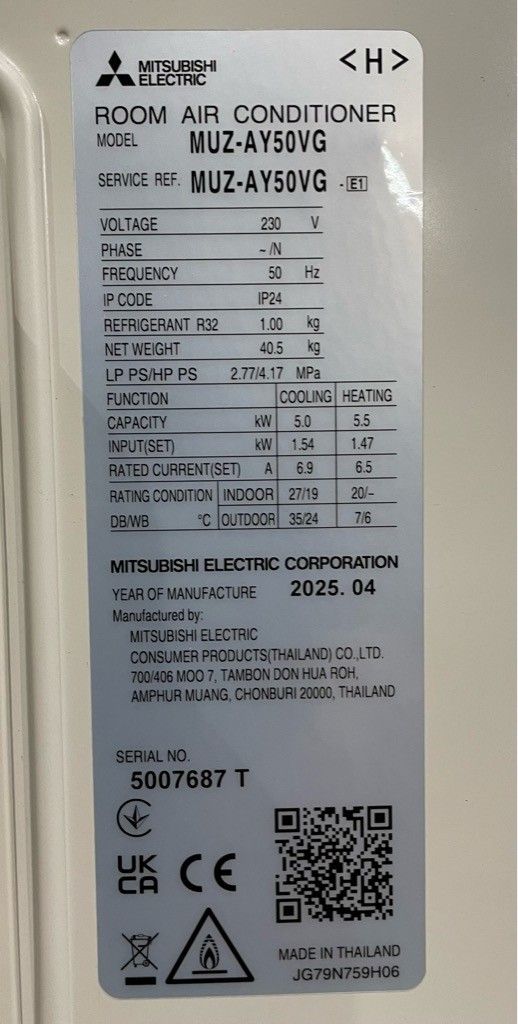 MITSUBISHI
ELECTRIC
<H>
ROOM AIR CONDITIONER
MODEL MUZ-AY50VG
SERVICE REF. MUZ-AY50VG - E1
VOLTAGE 230 V
PHASE ~ /N
FREQUENCY 50 Hz
IP CODE IP24
REFRIGERANT R32 1.00 kg
NET WEIGHT 40.5 kg
LP PS/HP PS 2.77/4.17 MPa
FUNCTION COOLING HEATING
CAPACITY kW 5.0 5.5
INPUT(SET) kW 1.54 1.47
RATED CURRENT(SET) A 6.9 6.5
RATING CONDITION INDOOR 27/19 20/-
DB/WB °C OUTDOOR 35/24 7/6
MITSUBISHI ELECTRIC CORPORATION
YEAR OF MANUFACTURE 2025. 04
Manufactured by:
MITSUBISHI ELECTRIC
CONSUMER PRODUCTS(THAILAND) CO.,LTD.
700/406 MOO 7, TAMBON DON HUA ROH,
AMPHUR MUANG, CHONBURI 20000, THAILAND
SERIAL NO.
5007687 T
UK
CA
CE
MADE IN THAILAND
JG79N759H06